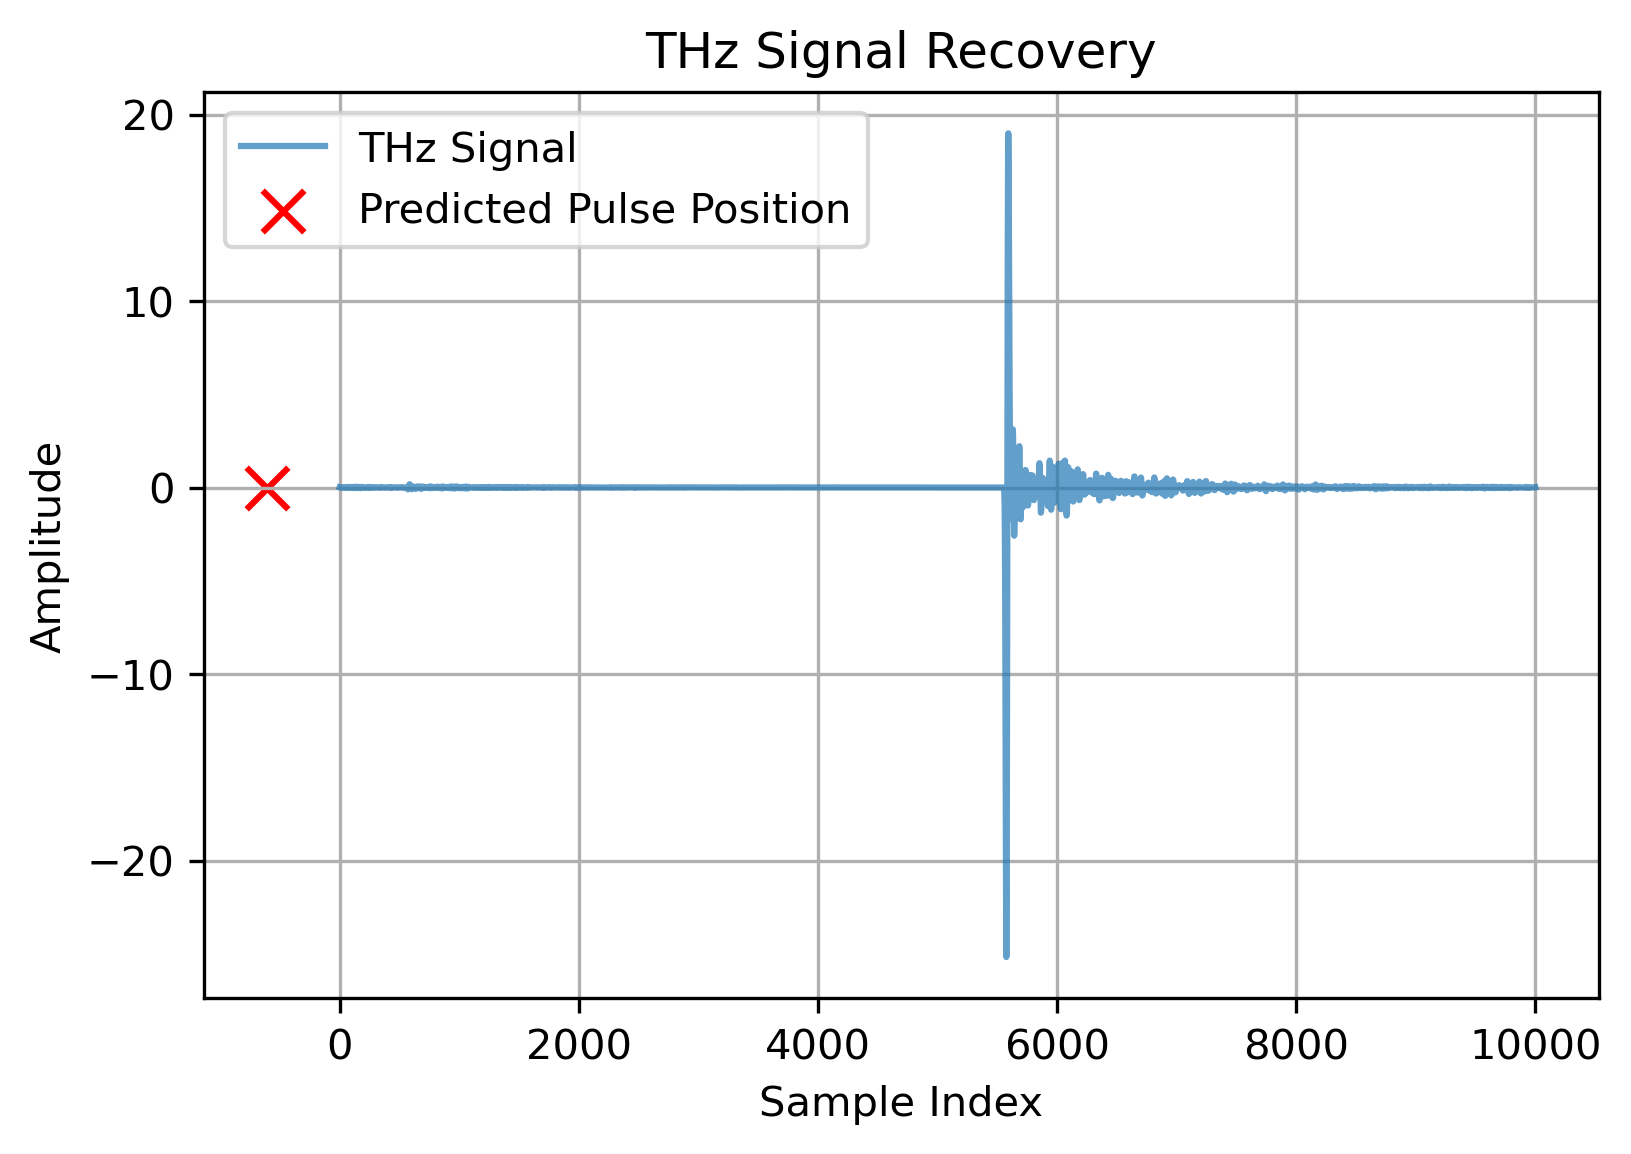 THz Signal Recovery
THz Signal
Predicted Pulse Position
20
10
0
−10
−20
Amplitude
0 2000 4000 6000 8000 10000
Sample Index